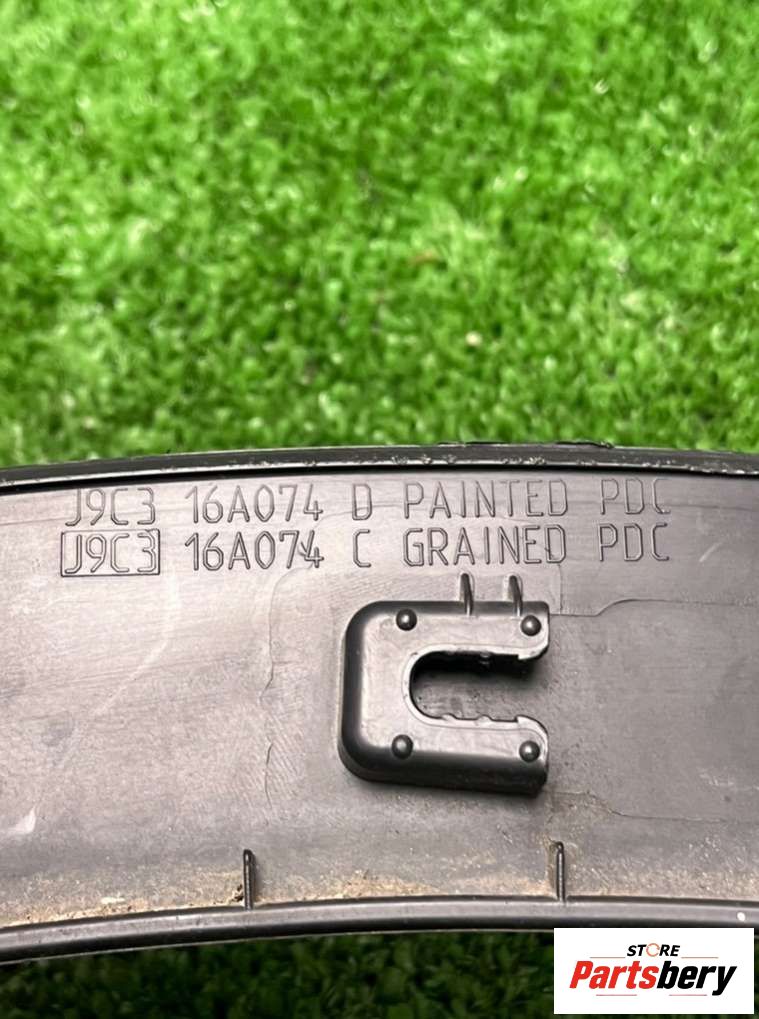 J9C3 16A074 D PAINTED PDC
J9C3 16A074 C GRAINED PDC
STORE
Partsbery